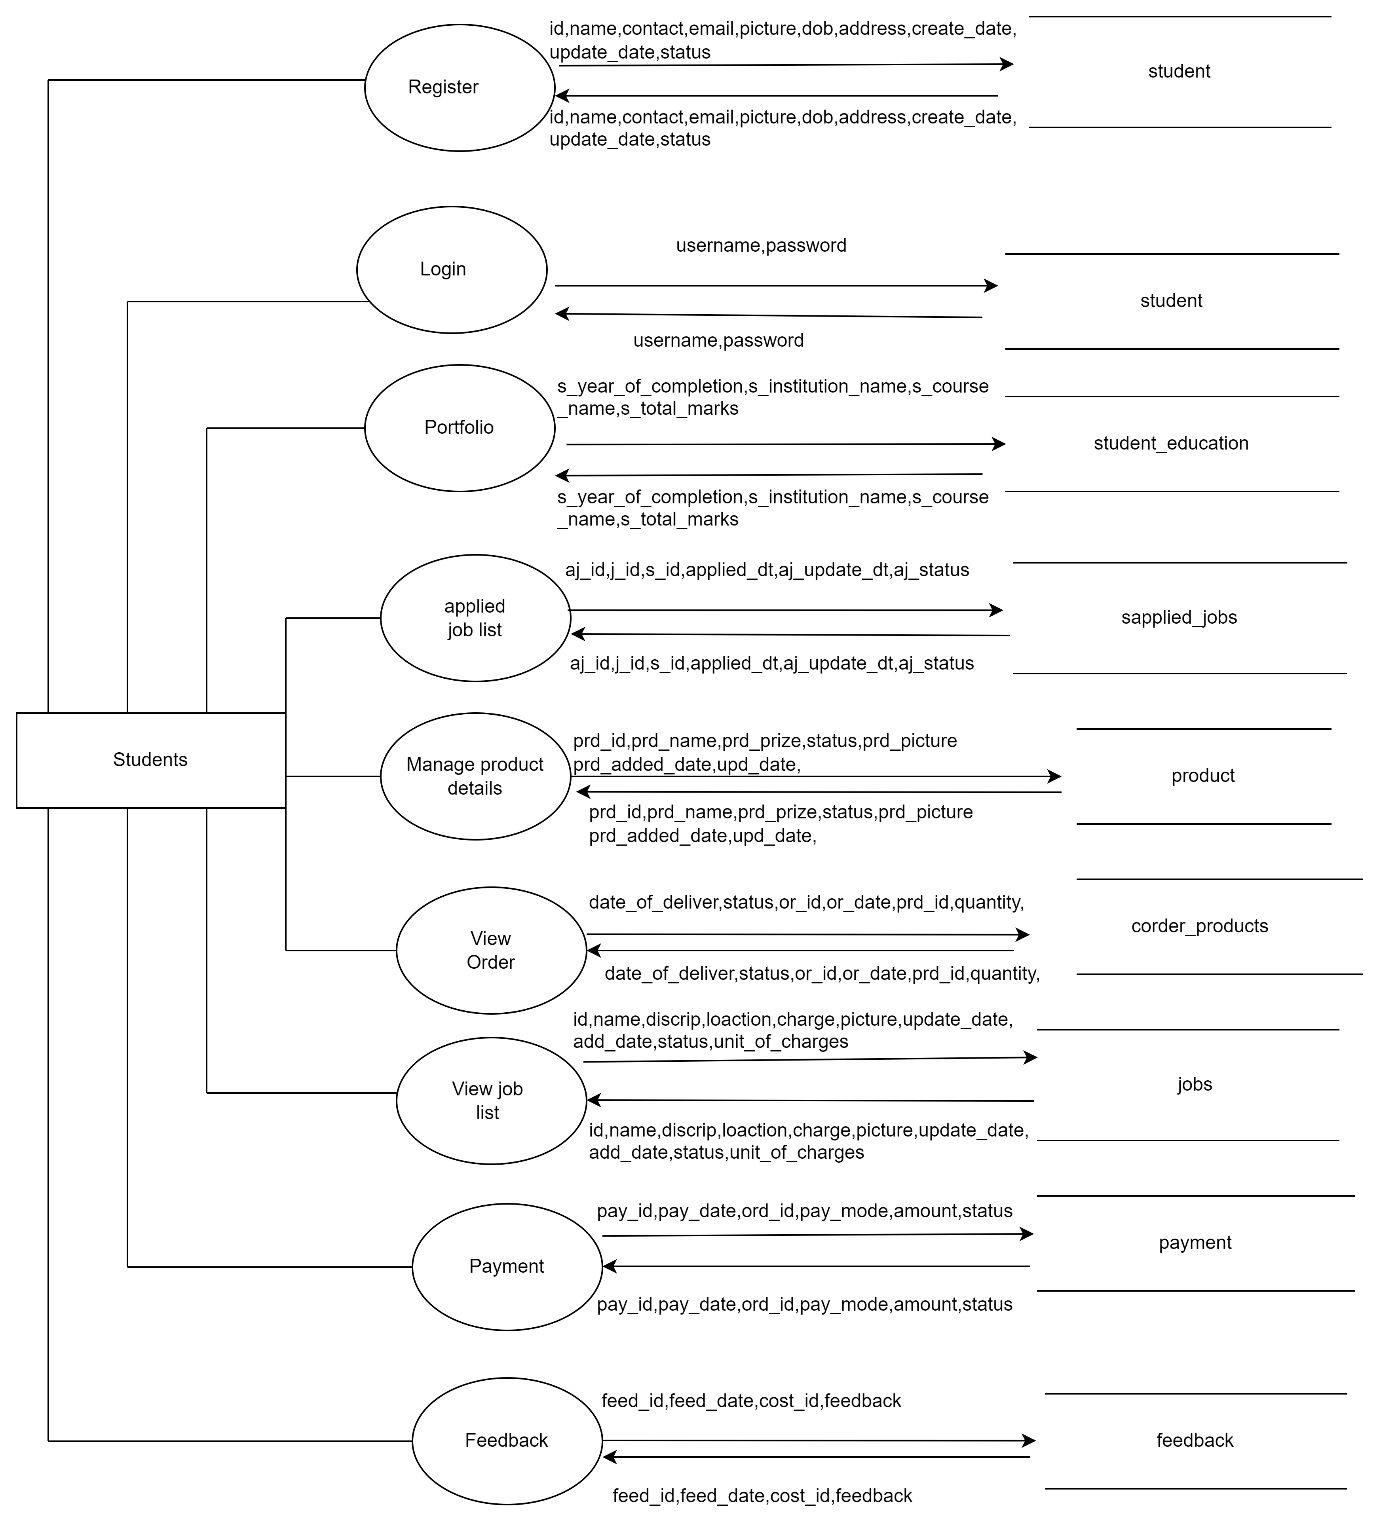 id,name,contact,email,picture,dob,address,create_date,
update_date,status
Register
student
id,name,contact,email,picture,dob,address,create_date,
update_date,status
username,password
Login
student
username,password
s_year_of_completion,s_institution_name,s_course
_name,s_total_marks
Portfolio
student_education
s_year_of_completion,s_institution_name,s_course
_name,s_total_marks
aj_id,j_id,s_id,applied_dt,aj_update_dt,aj_status
applied
job list
sapplied_jobs
aj_id,j_id,s_id,applied_dt,aj_update_dt,aj_status
Students
prd_id,prd_name,prd_prize,status,prd_picture
prd_added_date,upd_date,
Manage product
details
product
prd_id,prd_name,prd_prize,status,prd_picture
prd_added_date,upd_date,
date_of_deliver,status,or_id,or_date,prd_id,quantity,
View
Order
corder_products
date_of_deliver,status,or_id,or_date,prd_id,quantity,
id,name,discrip,loaction,charge,picture,update_date,
add_date,status,unit_of_charges
View job
list
jobs
id,name,discrip,loaction,charge,picture,update_date,
add_date,status,unit_of_charges
pay_id,pay_date,ord_id,pay_mode,amount,status
Payment
payment
pay_id,pay_date,ord_id,pay_mode,amount,status
feed_id,feed_date,cost_id,feedback
Feedback
feedback
feed_id,feed_date,cost_id,feedback